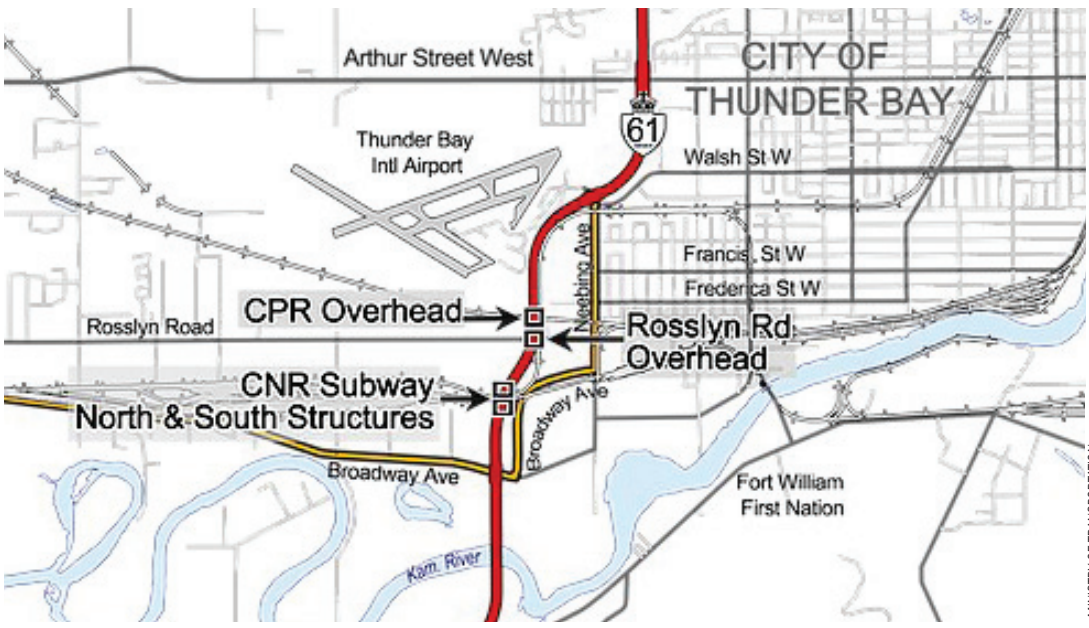 Arthur Street West
CITY OF
THUNDER BAY
61
Thunder Bay
Intl Airport
Walsh St W
Neebing Ave
Francis St W
Frederica St W
CPR Overhead
Rosslyn Road
Rosslyn Rd
Overhead
CNR Subway
North & South Structures
Broadway Ave
Broadway Ave
Fort William
First Nation
Kam. River